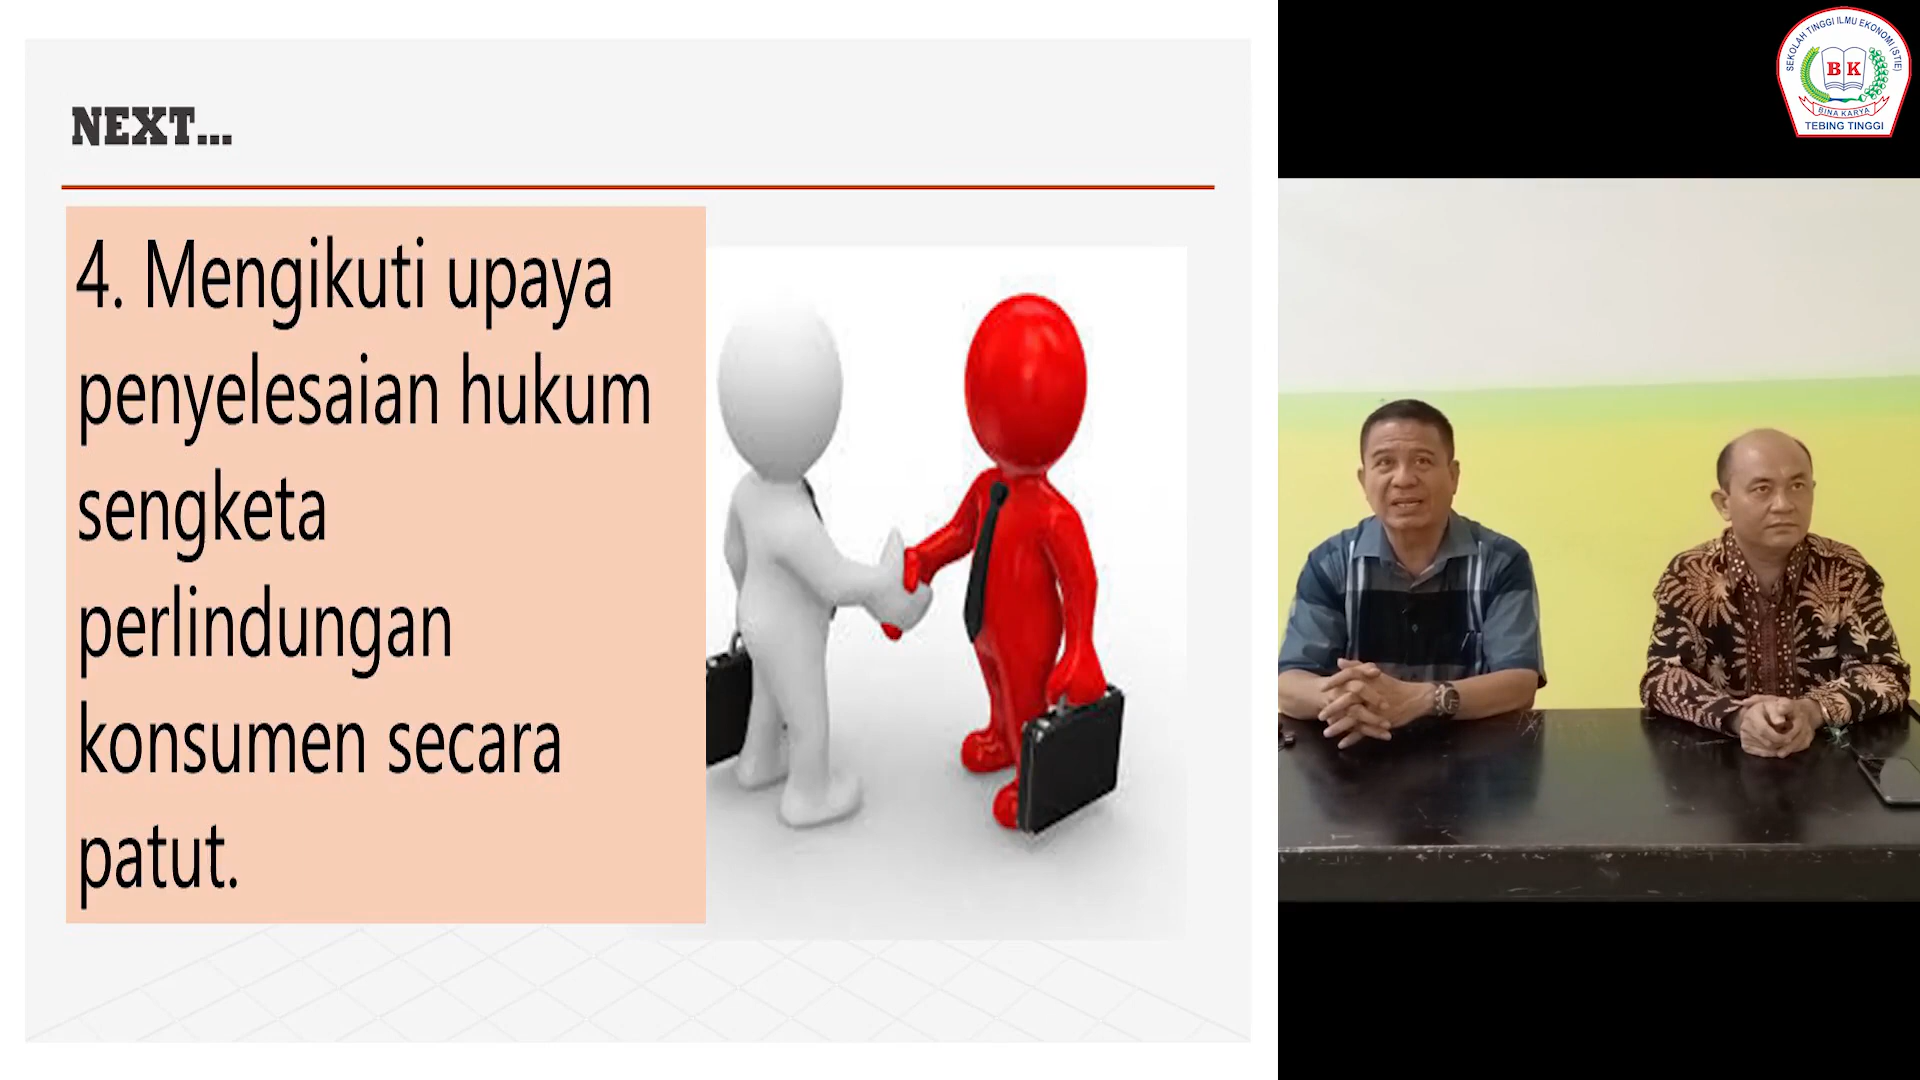 NEXT...
4. Mengikuti upaya
penyelesaian hukum
sengketa
perlindungan
konsumen secara
patut.
SEKOLAH TINGGI ILMU EKONOMI (STIE)
B K
BINA KARYA
TEBING TINGGI